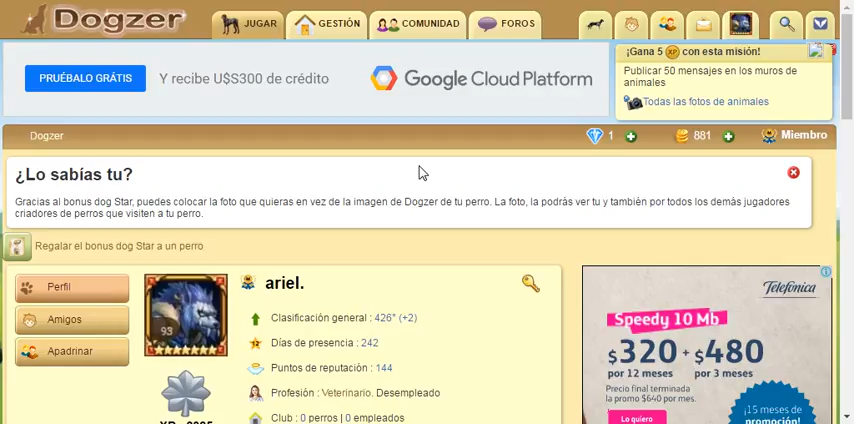 Dogzer
JUGAR
GESTIÓN
COMUNIDAD
FOROS
PRUÉBALO GRATIS
Y recibe U$S300 de crédito
Google Cloud Platform
¡Gana 5 XP con esta misión!
Publicar 50 mensajes en los muros de
animales
Todas las fotos de animales
Dogzer
1
881
Miembro
¿Lo sabías tu?
Gracias al bonus dog Star, puedes colocar la foto que quieras en vez de la imagen de Dogzer de tu perro. La foto, la podrás ver tu y también por todos los demás jugadores
criadores de perros que visiten a tu perro.
Regalar el bonus dog Star a un perro
Perfil
Amigos
Apadrinar
93
ariel.
Clasificación general : 426° (+2)
Días de presencia : 242
Puntos de reputación : 144
Profesión : Veterinario. Desempleado
Club : 0 perros | 0 empleados
Telefónica
Speedy 10 Mb
$320 + $480
por 12 meses
por 3 meses
Precio final terminada
la promo $640 por mes.
Lo quiero
¡15 meses de